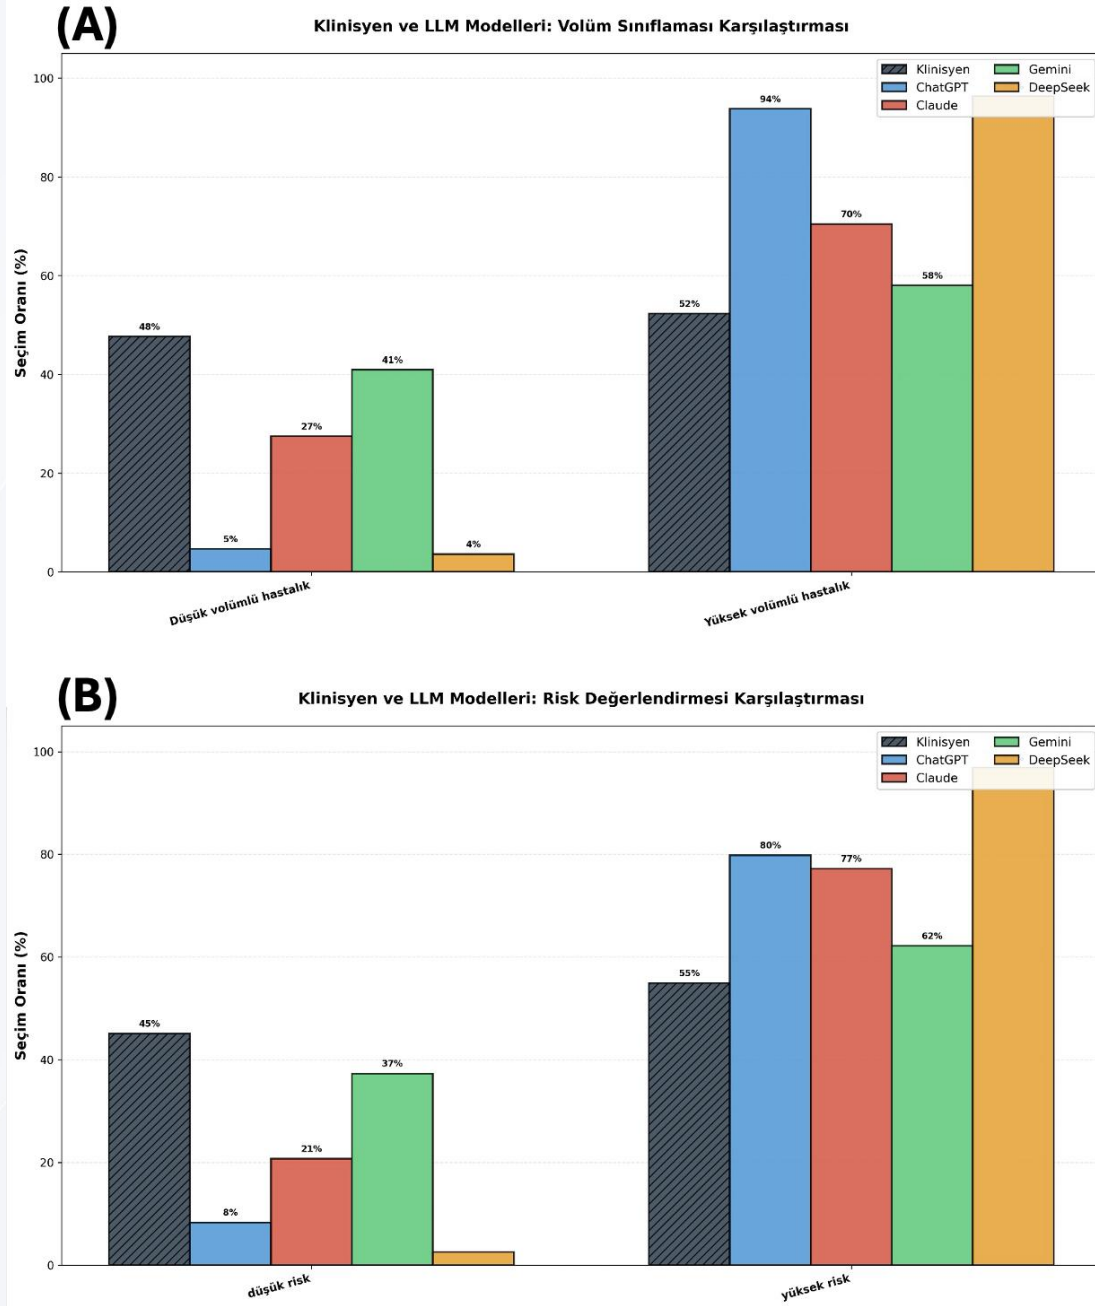 (A)
Klinisyen ve LLM Modelleri: Volüm Sınıflaması Karşılaştırması
Klinisyen
ChatGPT
Claude
Gemini
DeepSeek
Seçim Oranı (%)
100
80
60
40
20
0
48%
5%
27%
41%
4%
52%
94%
70%
58%
Düşük volümlü hastalık
Yüksek volümlü hastalık
(B)
Klinisyen ve LLM Modelleri: Risk Değerlendirmesi Karşılaştırması
Klinisyen
ChatGPT
Claude
Gemini
DeepSeek
Seçim Oranı (%)
100
80
60
40
20
0
45%
8%
21%
37%
55%
80%
77%
62%
düşük risk
yüksek risk